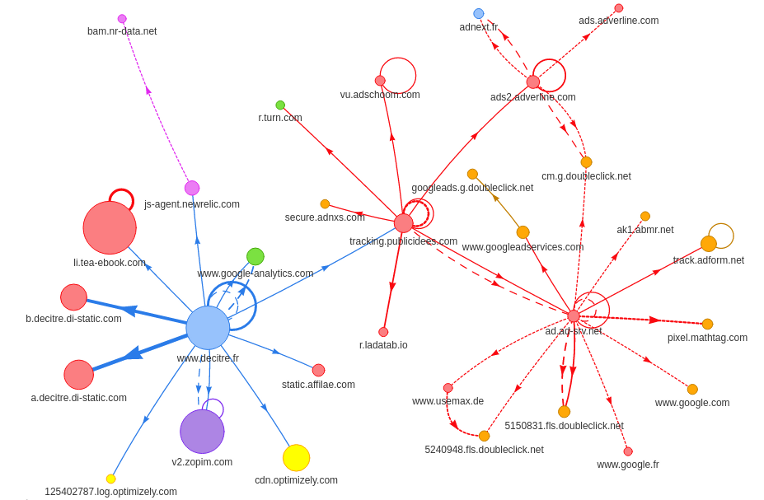 bam.nr-data.net
adnext.fr
ads.adverline.com
vu.adschoom.com
ads2.adverline.com
r.turn.com
cm.g.doubleclick.net
js-agent.newrelic.com
googleads.g.doubleclick.net
secure.adnxs.com
ak1.abmr.net
tracking.publicidees.com
www.googleadservices.com
li.tea-ebook.com
www.google-analytics.com
track.adform.net
b.decitre.di-static.com
www.decitre.fr
r.ladatab.io
ad.ad-srv.net
pixel.mathtag.com
static.affilae.com
a.decitre.di-static.com
www.usemax.de
www.google.com
5150831.fls.doubleclick.net
5240948.fls.doubleclick.net
v2.zopim.com
www.google.fr
cdn.optimizely.com
125402787.log.optimizely.com